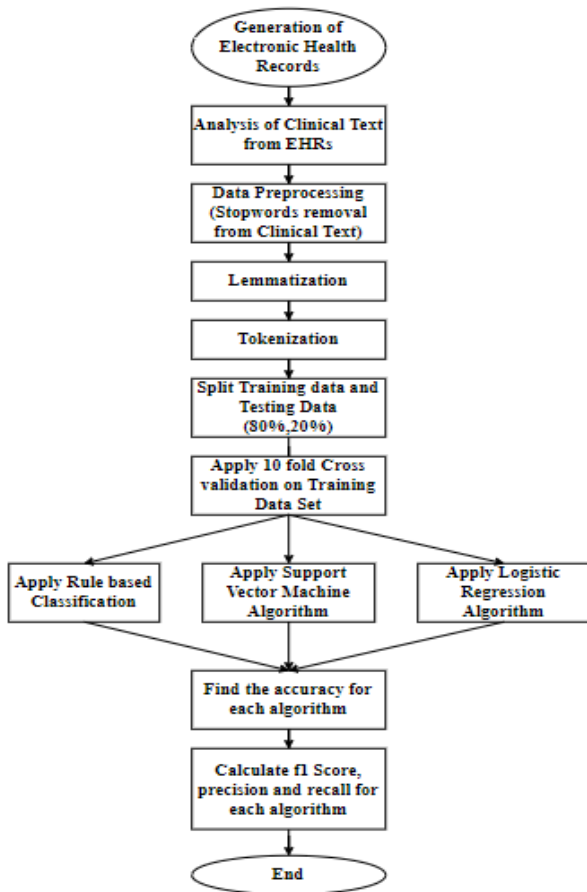 Generation of
Electronic Health
Records
Analysis of Clinical Text
from EHRs
Data Preprocessing
(Stopwords removal
from Clinical Text)
Lemmatization
Tokenization
Split Training data and
Testing Data
(80%,20%)
Apply 10 fold Cross
validation on Training
Data Set
Apply Rule based
Classification
Apply Support
Vector Machine
Algorithm
Apply Logistic
Regression
Algorithm
Find the accuracy for
each algorithm
Calculate f1 Score,
precision and recall for
each algorithm
End